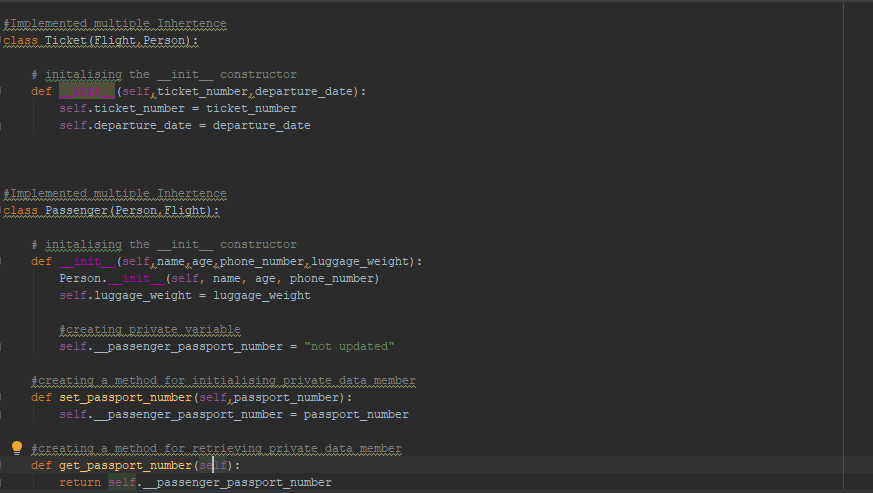 #Implemented multiple Inhertence
class Ticket(Flight,Person):
# initalising the __init__ constructor
def __init__(self,ticket_number,departure_date):
self.ticket_number = ticket_number
self.departure_date = departure_date
#Implemented multiple Inhertence
class Passenger(Person,Flight):
# initalising the __init__ constructor
def __init__(self,name,age,phone_number,luggage_weight):
Person.__init__(self, name, age, phone_number)
self.luggage_weight = luggage_weight
#creating private variable
self.__passenger_passport_number = "not updated"
#creating a method for initialising private data member
def set_passport_number(self,passport_number):
self.__passenger_passport_number = passport_number
#creating a method for retrieving private data member
def get_passport_number(self):
return self.__passenger_passport_number